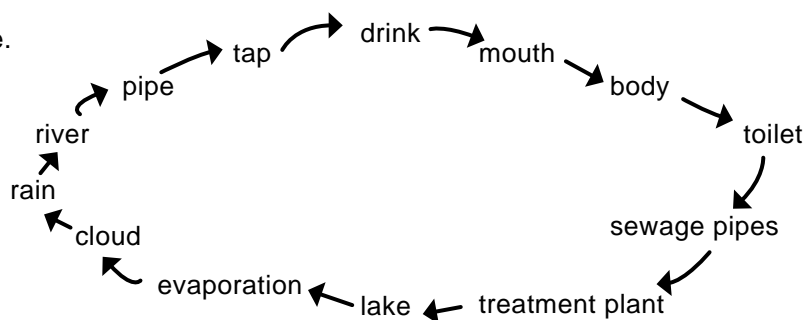 e.
drink
tap
mouth
pipe
body
river
toilet
rain
sewage pipes
cloud
evaporation
lake
treatment plant